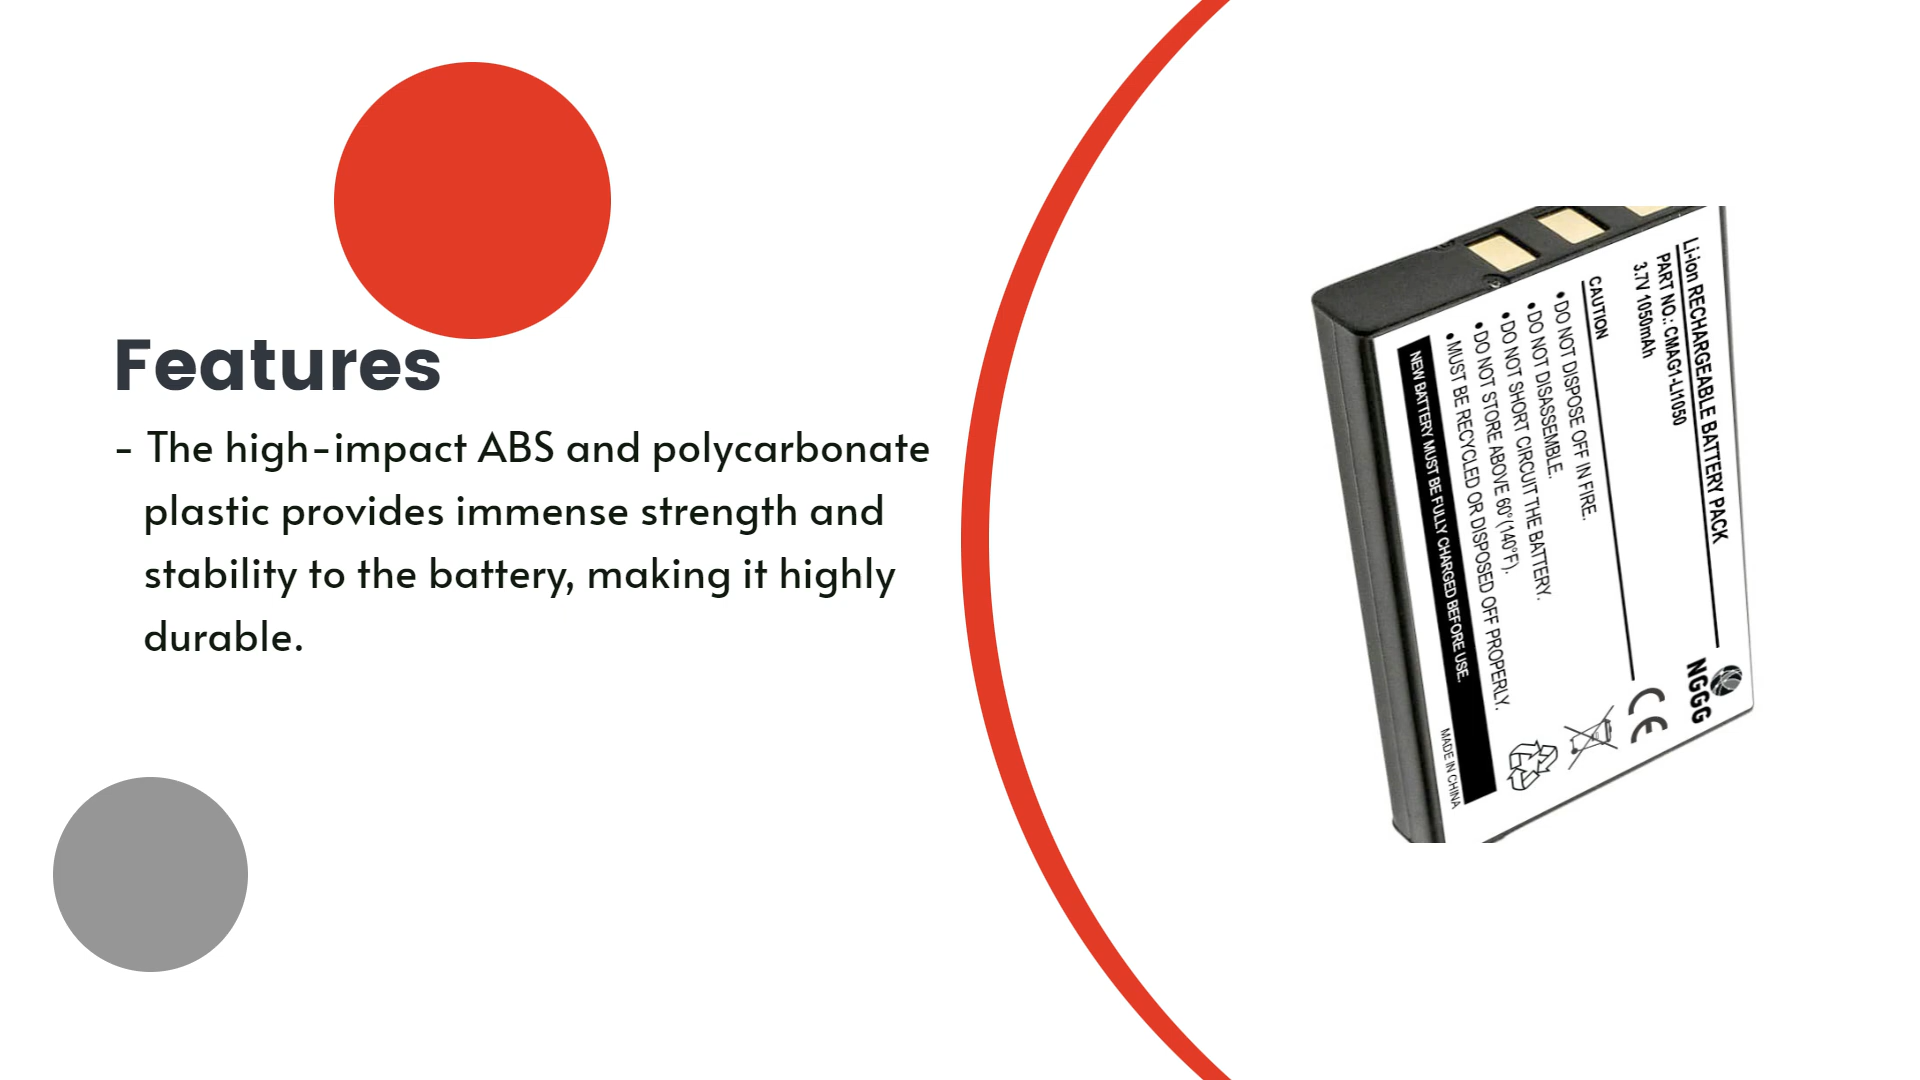 Features
- The high-impact ABS and polycarbonate
plastic provides immense strength and
stability to the battery, making it highly
durable.
Li-ion RECHARGEABLE BATTERY PACK
PART NO.: CMAG1-LI1050
3.7V 1050mAh
CAUTION
•DO NOT DISPOSE OFF IN FIRE.
•DO NOT DISASSEMBLE.
•DO NOT SHORT CIRCUIT THE BATTERY.
•DO NOT STORE ABOVE 60°(140°F).
•MUST BE RECYCLED OR DISPOSED OFF PROPERLY.
NEW BATTERY MUST BE FULLY CHARGED BEFORE USE.
MADE IN CHINA
CE
NGGG